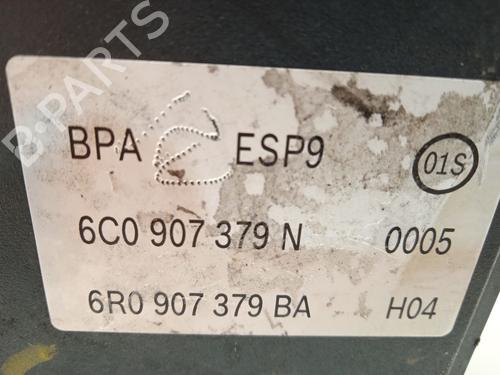 B-PARTS
BPA ESP9 01S
6C0 907 379 N 0005
6R0 907 379 BA H04